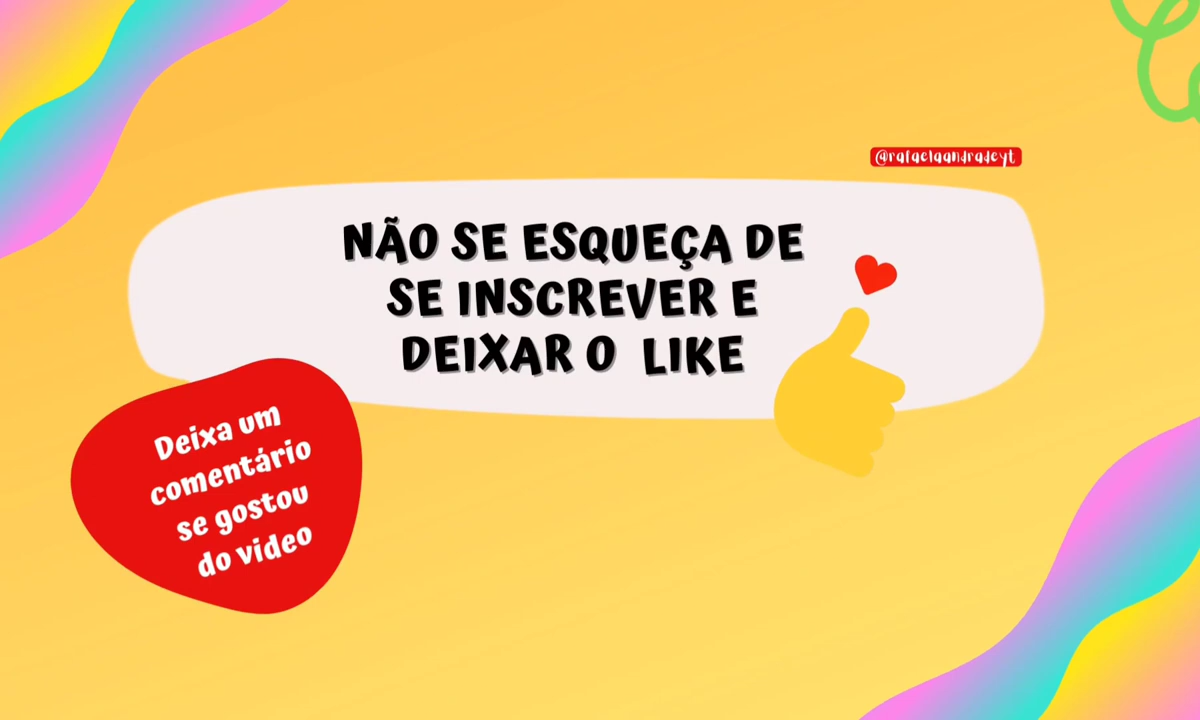 @rafaelaandradeyt
NÃO SE ESQUEÇA DE
SE INSCREVER E
DEIXAR O LIKE
Deixa um
comentário
se gostou
do video